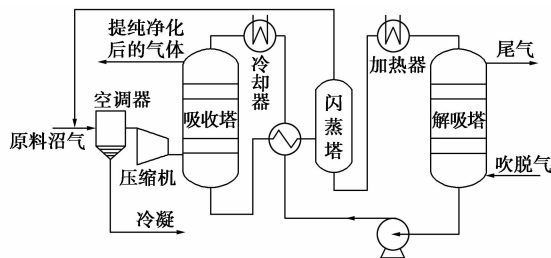 提纯净化
后的气体
冷却器
加热器
尾气
空调器
吸收塔
闪蒸塔
解吸塔
原料沼气
压缩机
吹脱气
冷凝